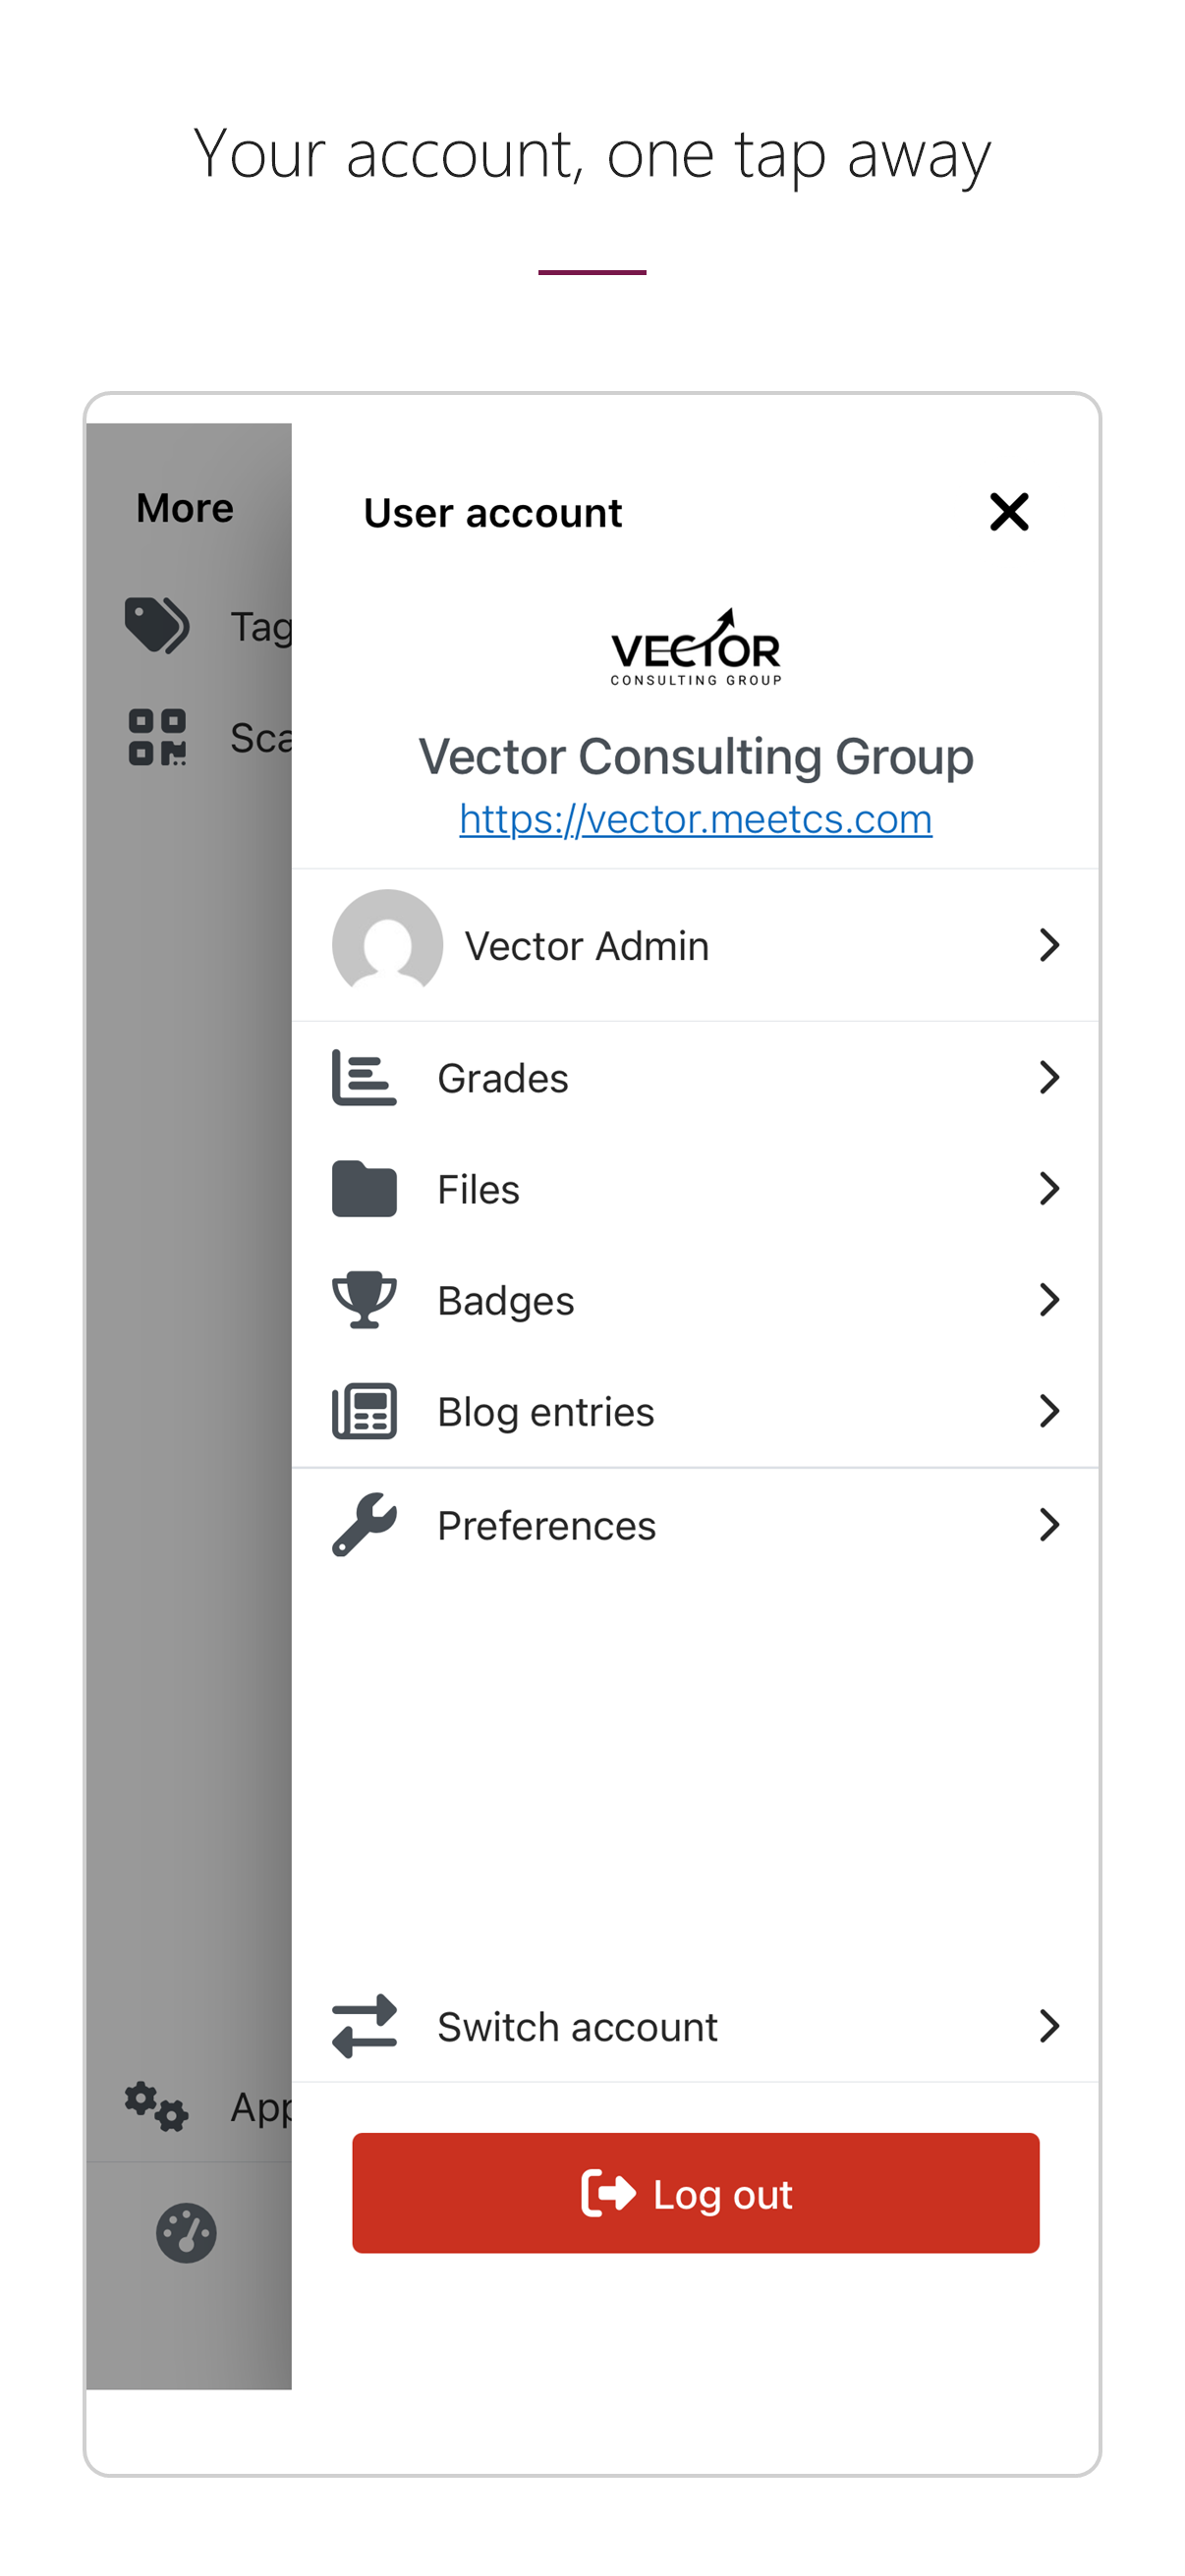 Your account, one tap away
More
User account
Tag
Sca
VECTOR
CONSULTING GROUP
Vector Consulting Group
https://vector.meetcs.com
Vector Admin
Grades
Files
Badges
Blog entries
Preferences
Switch account
App
Log out